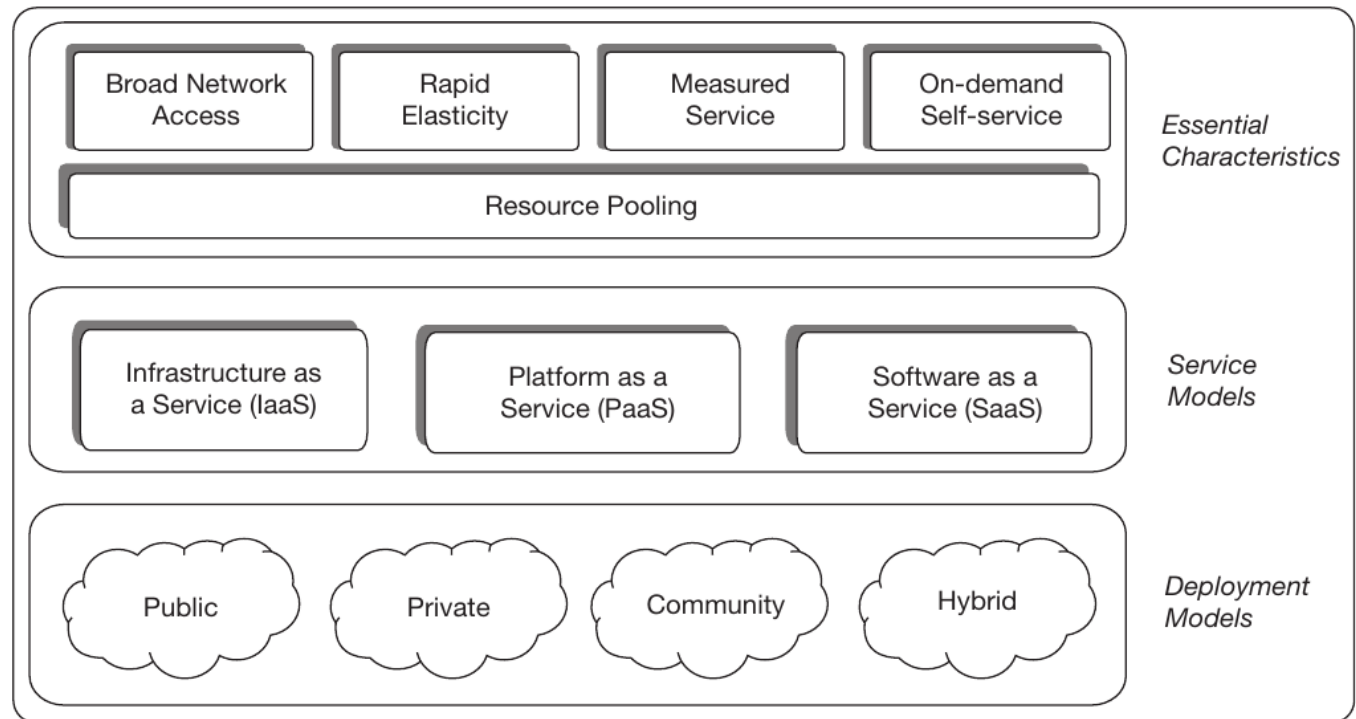 Broad Network
Access
Rapid
Elasticity
Measured
Service
On-demand
Self-service
Essential
Characteristics
Resource Pooling
Infrastructure as
a Service (IaaS)
Platform as a
Service (PaaS)
Software as a
Service (SaaS)
Service
Models
Public
Private
Community
Hybrid
Deployment
Models